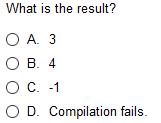 What is the result?
A. 3
B. 4
C. -1
D. Compilation fails.